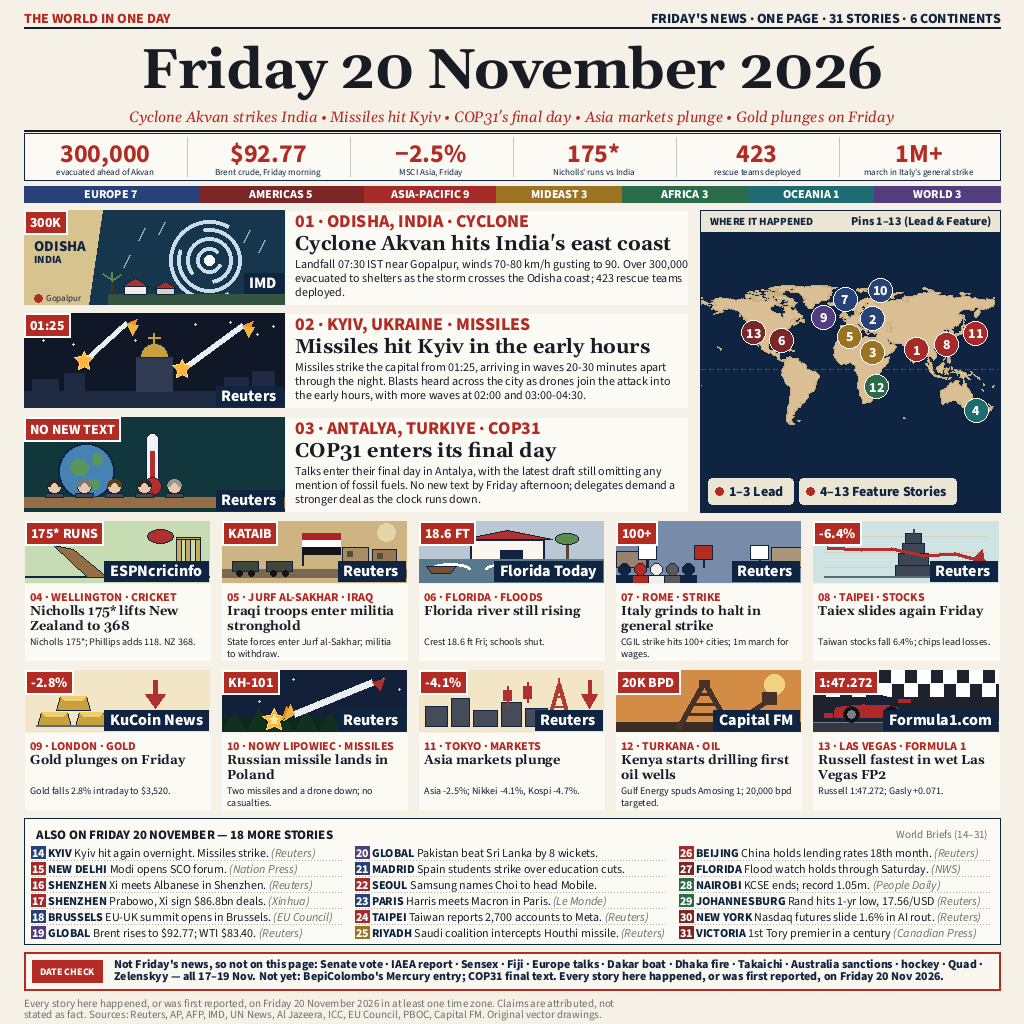 THE WORLD IN ONE DAY
FRIDAY'S NEWS · ONE PAGE · 31 STORIES · 6 CONTINENTS
Friday 20 November 2026
Cyclone Akvan strikes India • Missiles hit Kyiv • COP31's final day • Asia markets plunge • Gold plunges on Friday
300,000
evacuated ahead of Akvan
$92.77
Brent crude, Friday morning
−2.5%
MSCI Asia, Friday
175*
Nicholls' runs vs India
423
rescue teams deployed
1M+
march in Italy's general strike
EUROPE 7
AMERICAS 5
ASIA-PACIFIC 9
MIDEAST 3
AFRICA 3
OCEANIA 1
WORLD 3
300K
ODISHA
INDIA
Gopalpur
IMD
01 · ODISHA, INDIA · CYCLONE
Cyclone Akvan hits India's east coast
Landfall 07:30 IST near Gopalpur, winds 70-80 km/h gusting to 90. Over 300,000
evacuated to shelters as the storm crosses the Odisha coast; 423 rescue teams
deployed.
01:25
Reuters
02 · KYIV, UKRAINE · MISSILES
Missiles hit Kyiv in the early hours
Missiles strike the capital from 01:25, arriving in waves 20-30 minutes apart
through the night. Blasts heard across the city as drones join the attack into
the early hours, with more waves at 02:00 and 03:00-04:30.
NO NEW TEXT
Reuters
03 · ANTALYA, TURKIYE · COP31
COP31 enters its final day
Talks enter their final day in Antalya, with the latest draft still omitting any
mention of fossil fuels. No new text by Friday afternoon; delegates demand a
stronger deal as the clock runs down.
WHERE IT HAPPENED
Pins 1–13 (Lead & Feature)
10
7
9
2
13
6
5
3
1
8
11
12
4
1–3 Lead
4–13 Feature Stories
175* RUNS
ESPNcricinfo
04 · WELLINGTON · CRICKET
Nicholls 175* lifts New
Zealand to 368
Nicholls 175*; Phillips adds 118. NZ 368.
KATAIB
Reuters
05 · JURF AL-SAKHAR · IRAQ
Iraqi troops enter militia
stronghold
State forces enter Jurf al-Sakhar; militia
to withdraw.
18.6 FT
Florida Today
06 · FLORIDA · FLOODS
Florida river still rising
Crest 18.6 ft Fri; schools shut.
100+
Reuters
07 · ROME · STRIKE
Italy grinds to halt in
general strike
CGIL strike hits 100+ cities; 1m march for
wages.
-6.4%
Reuters
08 · TAIPEI · STOCKS
Taiex slides again Friday
Taiwan stocks fall 6.4%; chips lead losses.
-2.8%
KuCoin News
09 · LONDON · GOLD
Gold plunges on Friday
Gold falls 2.8% intraday to $3,520.
KH-101
Reuters
10 · NOWY LIPOWIEC · MISSILES
Russian missile lands in
Poland
Two missiles and a drone down; no
casualties.
-4.1%
Reuters
11 · TOKYO · MARKETS
Asia markets plunge
Asia -2.5%; Nikkei -4.1%, Kospi -4.7%.
20K BPD
Capital FM
12 · TURKANA · OIL
Kenya starts drilling first
oil wells
Gulf Energy spuds Amosing 1; 20,000 bpd
targeted.
1:47.272
Formula1.com
13 · LAS VEGAS · FORMULA 1
Russell fastest in wet Las
Vegas FP2
Russell 1:47.272; Gasly +0.071.
ALSO ON FRIDAY 20 NOVEMBER — 18 MORE STORIES
World Briefs (14–31)
14 KYIV Kyiv hit again overnight. Missiles strike. (Reuters)
15 NEW DELHI Modi opens SCO forum. (Nation Press)
16 SHENZHEN Xi meets Albanese in Shenzhen. (Reuters)
17 SHENZHEN Prabowo, Xi sign $86.8bn deals. (Xinhua)
18 BRUSSELS EU-UK summit opens in Brussels. (EU Council)
19 GLOBAL Brent rises to $92.77; WTI $83.40. (Reuters)
20 GLOBAL Pakistan beat Sri Lanka by 8 wickets.
21 MADRID Spain students strike over education cuts.
22 SEOUL Samsung names Choi to head Mobile.
23 PARIS Harris meets Macron in Paris. (Le Monde)
24 TAIPEI Taiwan reports 2,700 accounts to Meta. (Reuters)
25 RIYADH Saudi coalition intercepts Houthi missile. (Reuters)
26 BEIJING China holds lending rates 18th month. (Reuters)
27 FLORIDA Flood watch holds through Saturday. (NWS)
28 NAIROBI KCSE ends; record 1.05m. (People Daily)
29 JOHANNESBURG Rand hits 1-yr low, 17.56/USD (Reuters)
30 NEW YORK Nasdaq futures slide 1.6% in AI rout. (Reuters)
31 VICTORIA 1st Tory premier in a century (Canadian Press)
DATE CHECK
Not Friday's news, so not on this page: Senate vote · IAEA report · Sensex · Fiji · Europe talks · Dakar boat · Dhaka fire · Takaichi · Australia sanctions · hockey · Quad ·
Zelenskyy — all 17–19 Nov. Not yet: BepiColombo's Mercury entry; COP31 final text. Every story here happened, or was first reported, on Friday 20 Nov 2026.
Every story here happened, or was first reported, on Friday 20 November 2026 in at least one time zone. Claims are attributed, not
stated as fact. Sources: Reuters, AP, AFP, IMD, UN News, Al Jazeera, ICC, EU Council, PBOC, Capital FM. Original vector drawings.